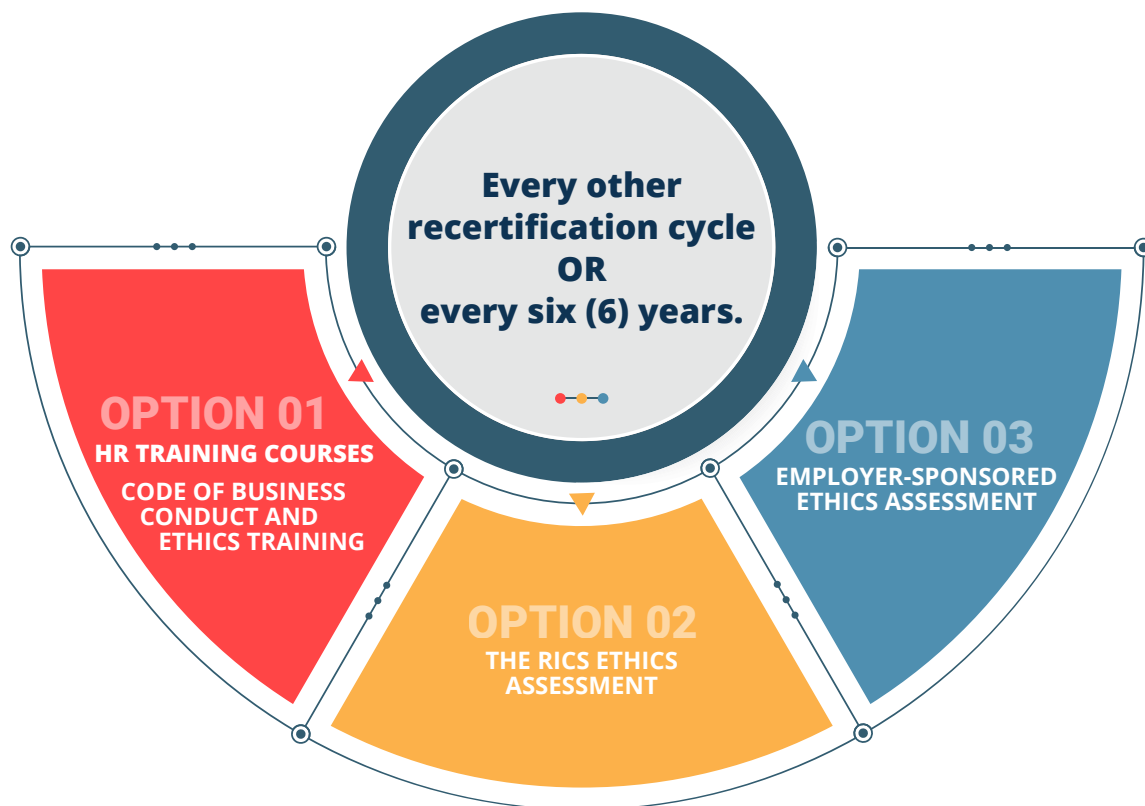 Every other
recertification cycle
OR
every six (6) years.
OPTION 01
HR TRAINING COURSES
CODE OF BUSINESS
CONDUCT AND
ETHICS TRAINING
OPTION 02
THE RICS ETHICS
ASSESSMENT
OPTION 03
EMPLOYER-SPONSORED
ETHICS ASSESSMENT